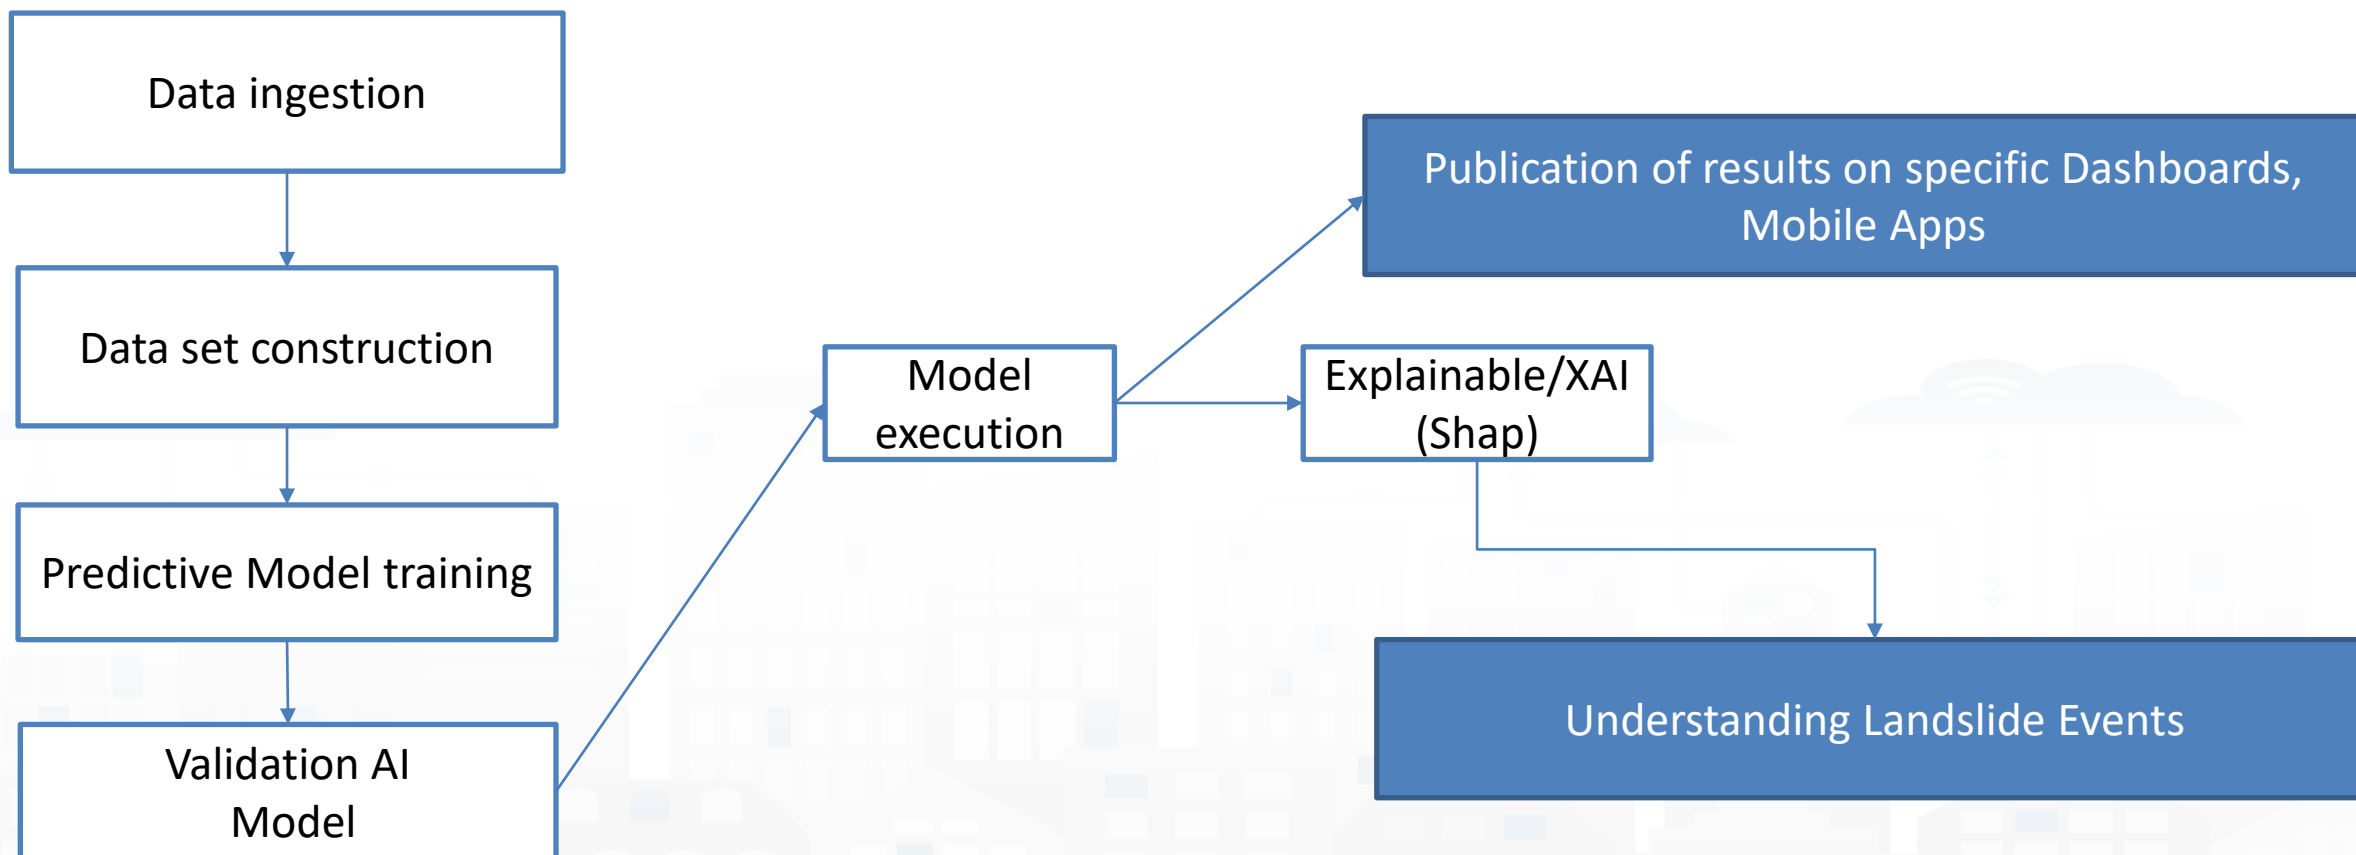 Data ingestion
Data set construction
Predictive Model training
Validation AI
Model
Model
execution
Publication of results on specific Dashboards,
Mobile Apps
Explainable/XAI
(Shap)
Understanding Landslide Events